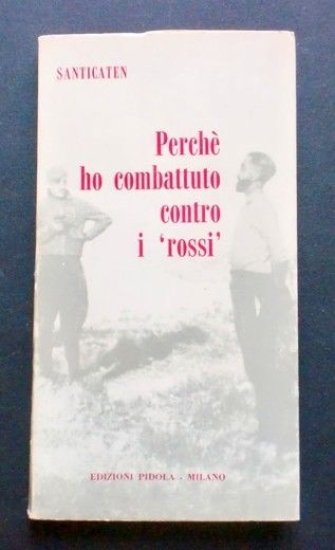 SANTICATEN
Perchè
ho combattuto
contro
i ‘rossi’
EDIZIONI PIDOLA - MILANO